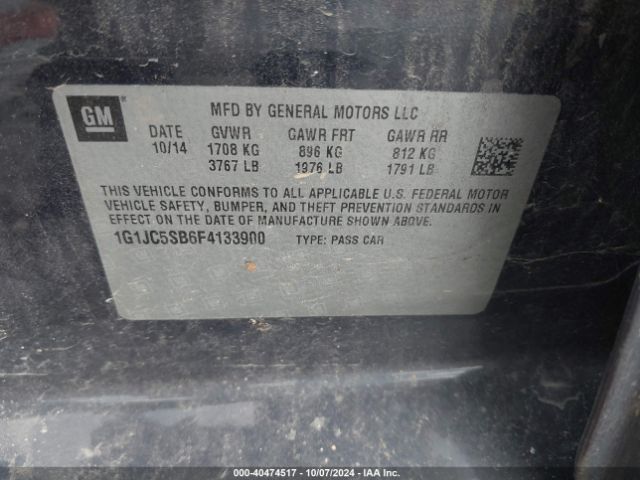 GM
MFD BY GENERAL MOTORS LLC
DATE GVWR GAWR FRT GAWR RR
10/14 1708 KG 896 KG 812 KG
3767 LB 1976 LB 1791 LB
THIS VEHICLE CONFORMS TO ALL APPLICABLE U.S. FEDERAL MOTOR
VEHICLE SAFETY, BUMPER, AND THEFT PREVENTION STANDARDS IN
EFFECT ON THE DATE OF MANUFACTURE SHOWN ABOVE.
1G1JC5SB6F4133900 TYPE: PASS CAR
000-40474517 - 10/07/2024 - IAA Inc.